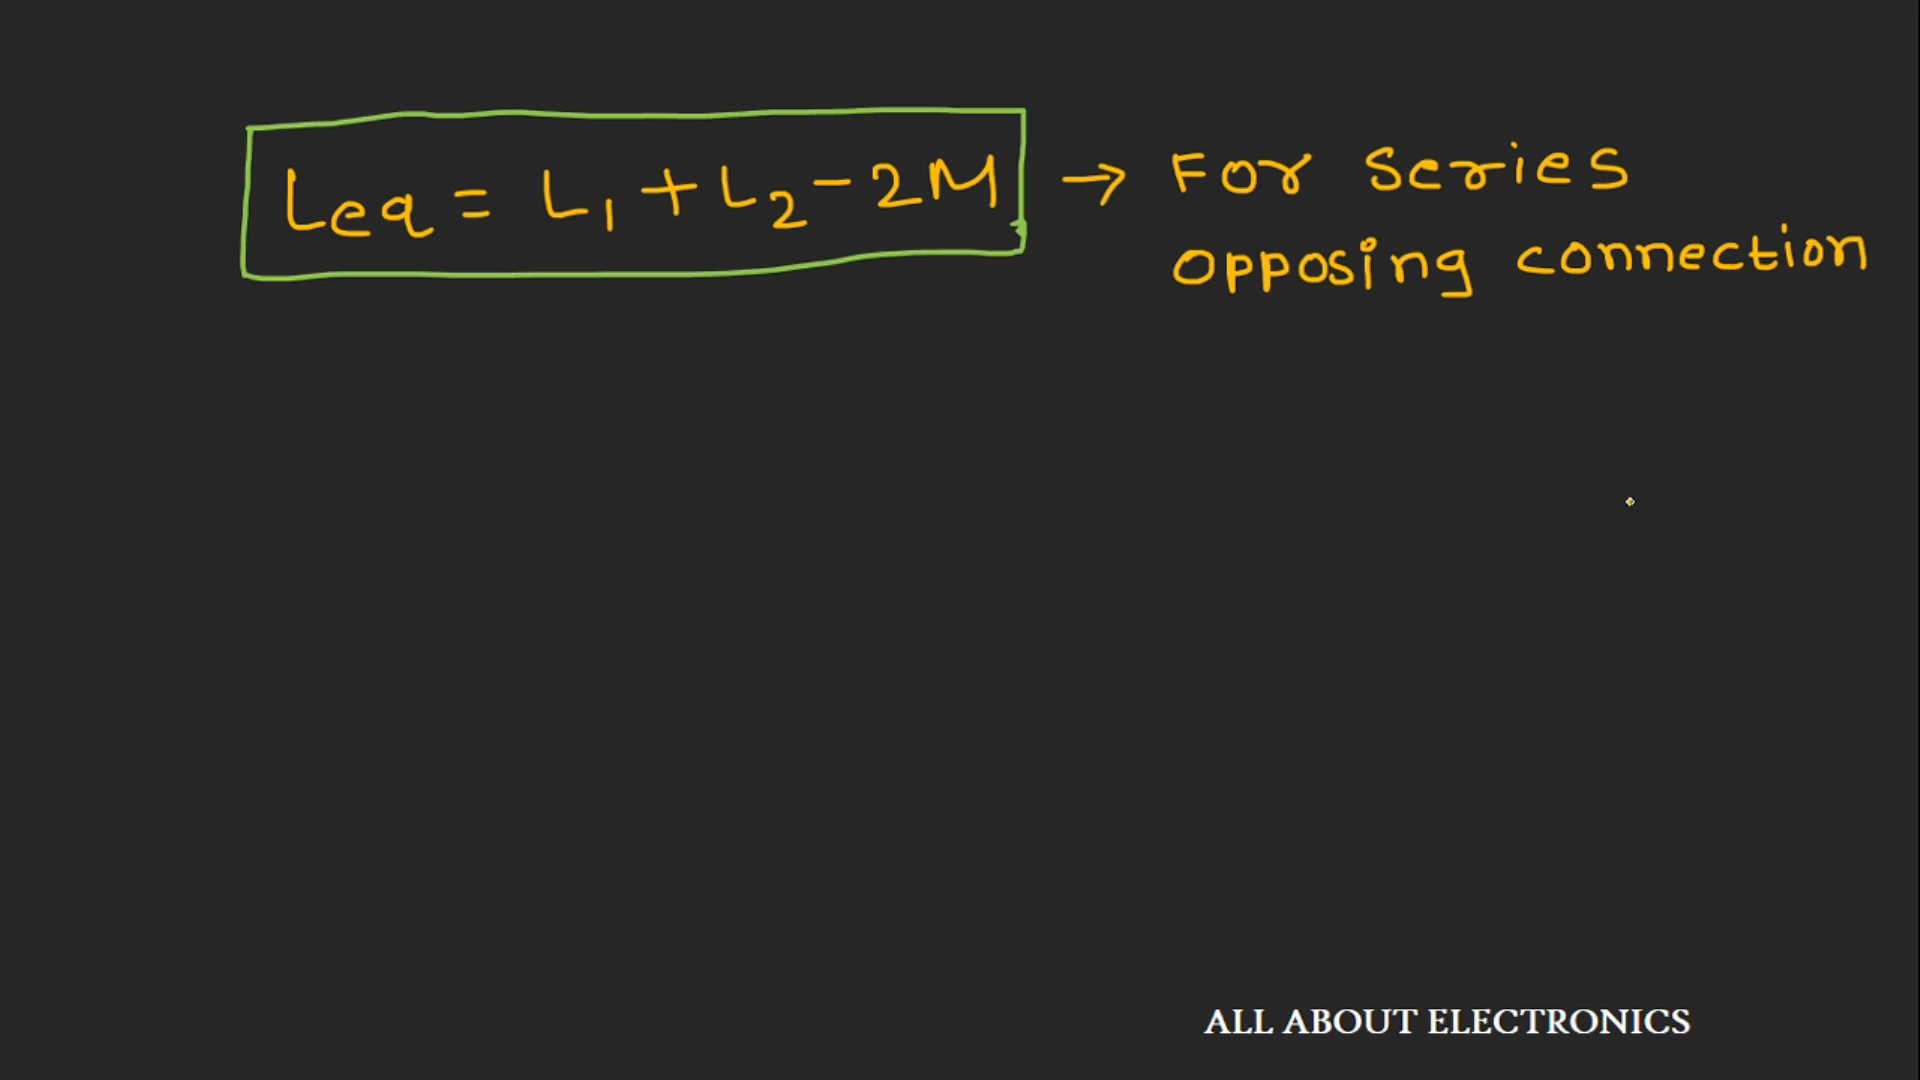 Leq = L1 + L2 - 2M → For series
opposing connection
ALL ABOUT ELECTRONICS